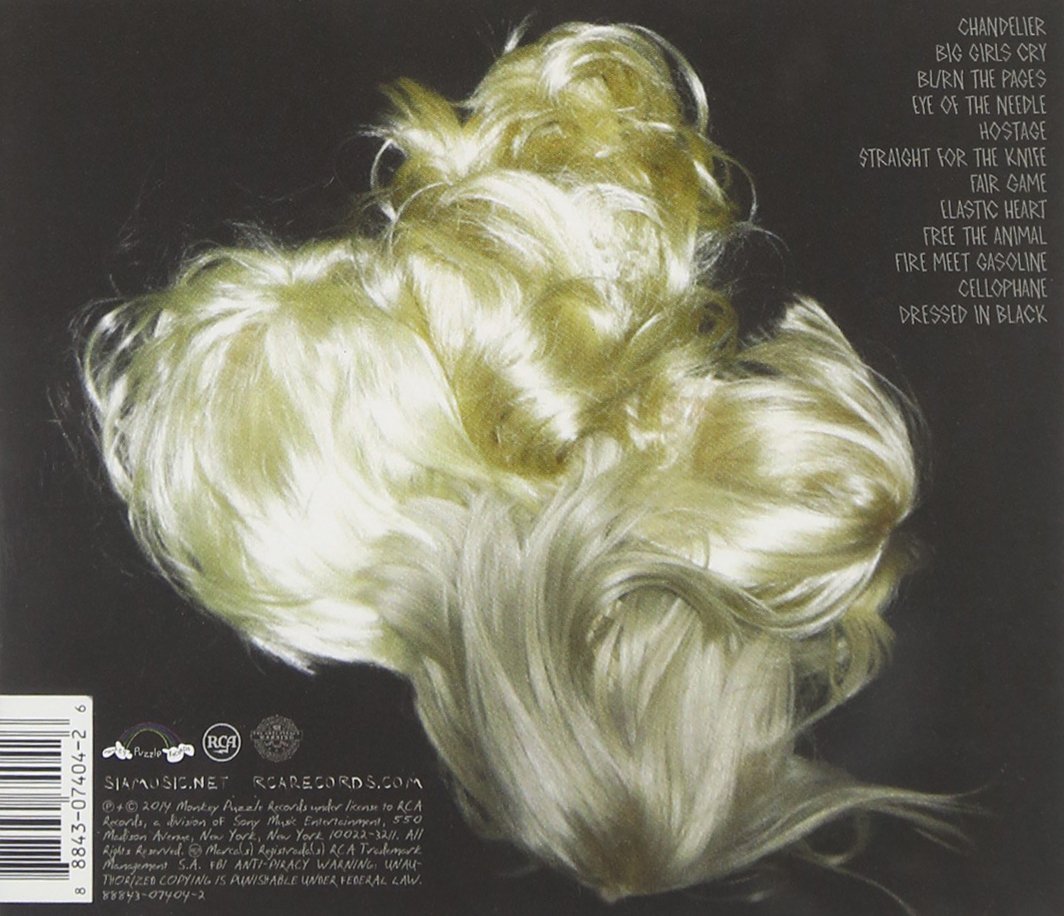 CHANDELIER
BIG GIRLS CRY
BURN THE PAGES
EYE OF THE NEEDLE
HOSTAGE
STRAIGHT FOR THE KNIFE
FAIR GAME
ELASTIC HEART
FREE THE ANIMAL
FIRE MEET GASOLINE
CELLOPHANE
DRESSED IN BLACK
8 88843-07404-2 6
Puzzle
RCA
SIAMUSIC.NET RCARECORDS.COM
℗ + © 2014 Monkey Puzzle Records under license to RCA
Records, a division of Sony Music Entertainment, 550
Madison Avenue, New York, New York 10022-3211. All
Rights Reserved. Marca(s) Registrada(s) RCA Trademark
Management S.A. FBI ANTI-PIRACY WARNING: UNAU-
THORIZED COPYING IS PUNISHABLE UNDER FEDERAL LAW.
88843-07404-2